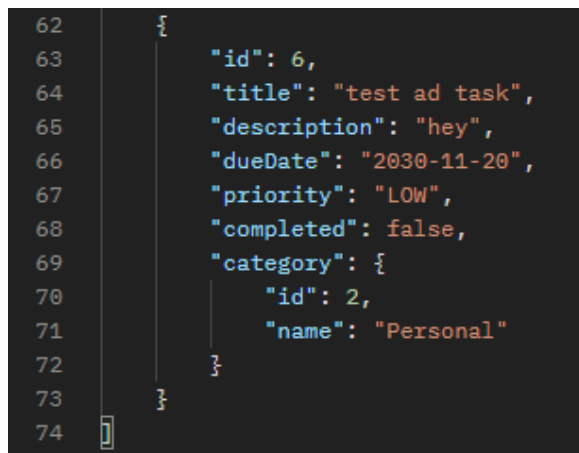 62 {
63 "id": 6,
64 "title": "test ad task",
65 "description": "hey",
66 "dueDate": "2030-11-20",
67 "priority": "LOW",
68 "completed": false,
69 "category": {
70 "id": 2,
71 "name": "Personal"
72 }
73 }
74 ]